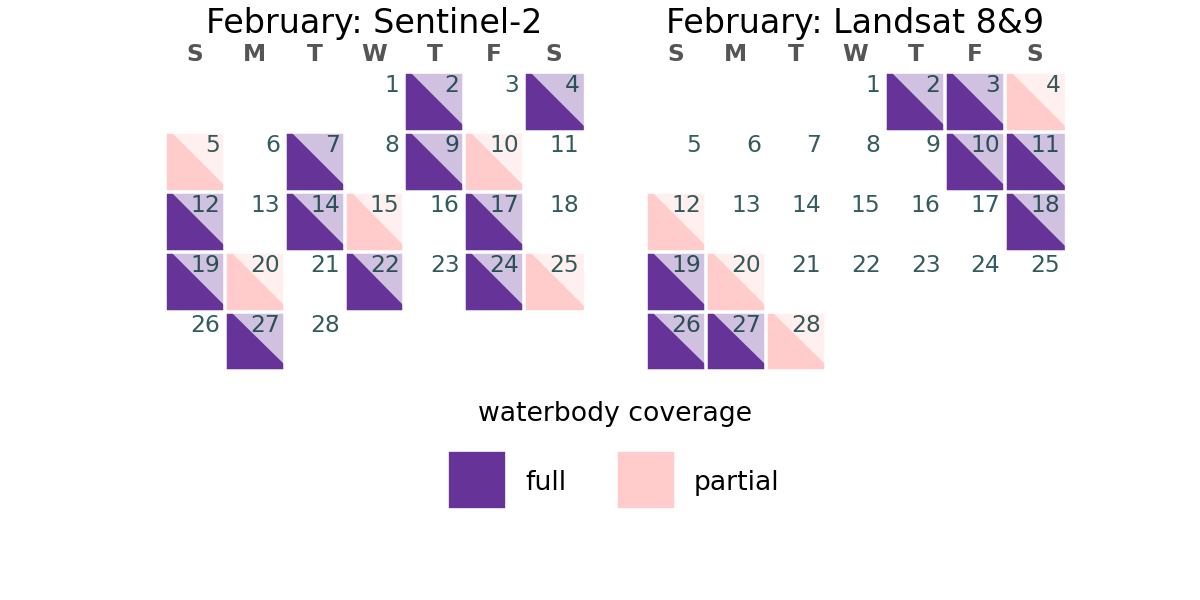 February: Sentinel-2
S M T W T F S
1 2 3 4
5 6 7 8 9 10 11
12 13 14 15 16 17 18
19 20 21 22 23 24 25
26 27 28
February: Landsat 8&9
S M T W T F S
1 2 3 4
5 6 7 8 9 10 11
12 13 14 15 16 17 18
19 20 21 22 23 24 25
26 27 28
waterbody coverage
full partial